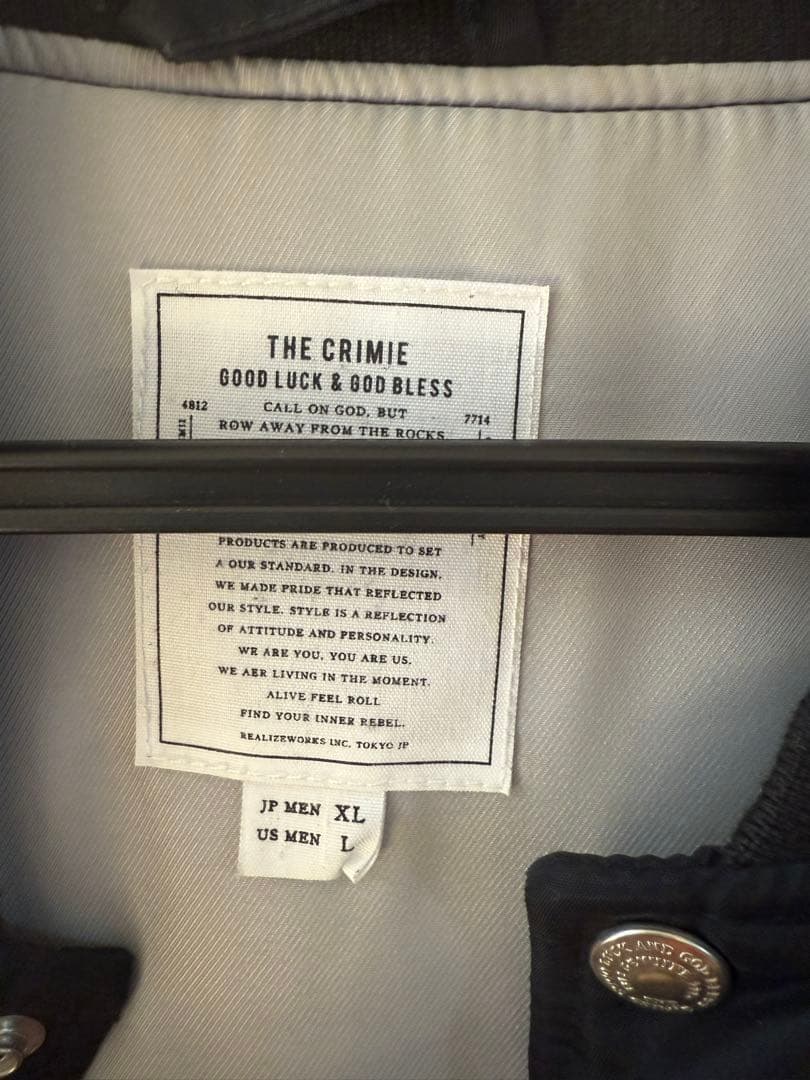 THE CRIMIE
GOOD LUCK & GOD BLESS
4812
CALL ON GOD, BUT
7714
ROW AWAY FROM THE ROCKS
PRODUCTS ARE PRODUCED TO SET
A OUR STANDARD. IN THE DESIGN,
WE MADE PRIDE THAT REFLECTED
OUR STYLE. STYLE IS A REFLECTION
OF ATTITUDE AND PERSONALITY.
WE ARE YOU, YOU ARE US.
WE AER LIVING IN THE MOMENT.
ALIVE FEEL ROLL
FIND YOUR INNER REBEL.
REALIZEWORKS INC. TOKYO JP
JP MEN XL
US MEN L
LUCK AND GOD